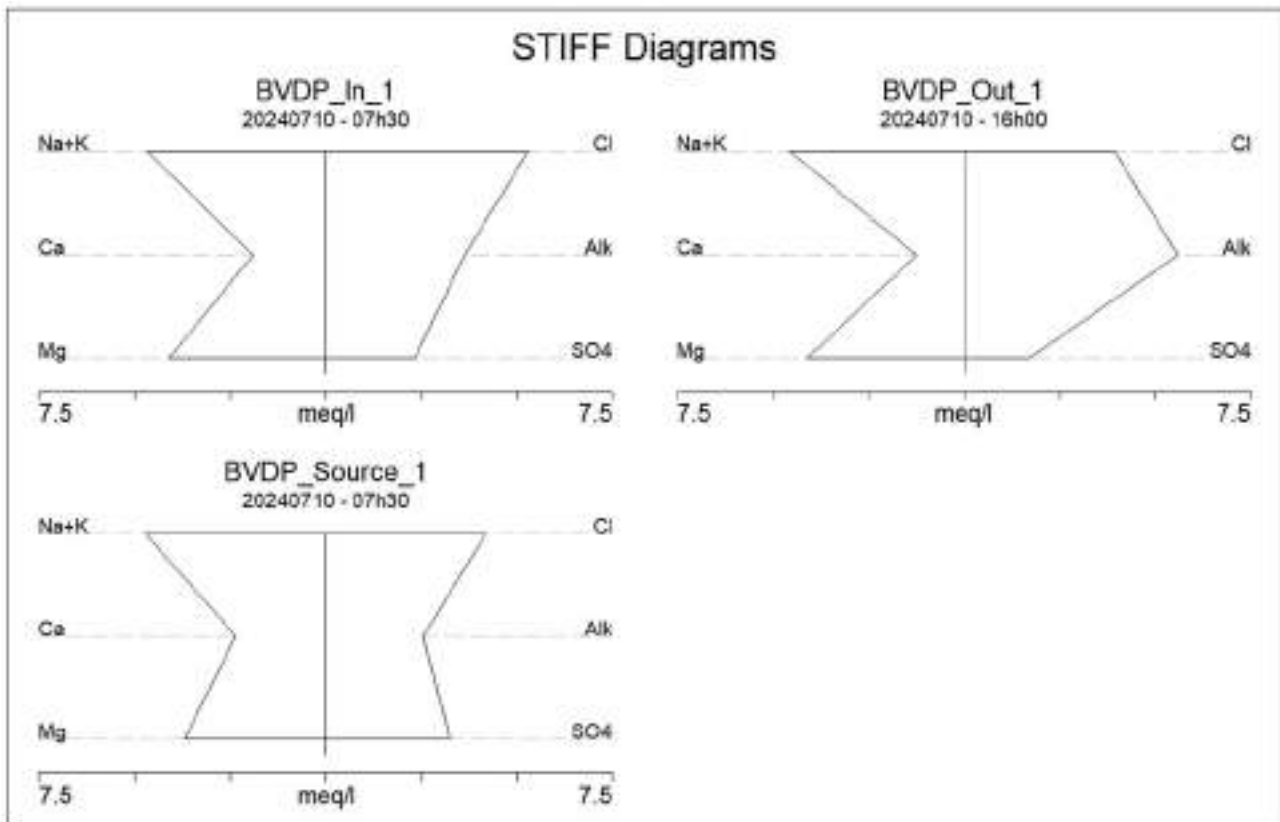 STIFF Diagrams
BVDP_In_1
20240710 - 07h30
Na+K
Cl
Ca
Alk
Mg
SO4
7.5
meq/l
7.5
BVDP_Out_1
20240710 - 16h00
Na+K
Cl
Ca
Alk
Mg
SO4
7.5
meq/l
7.5
BVDP_Source_1
20240710 - 07h30
Na+K
Cl
Ca
Alk
Mg
SO4
7.5
meq/l
7.5